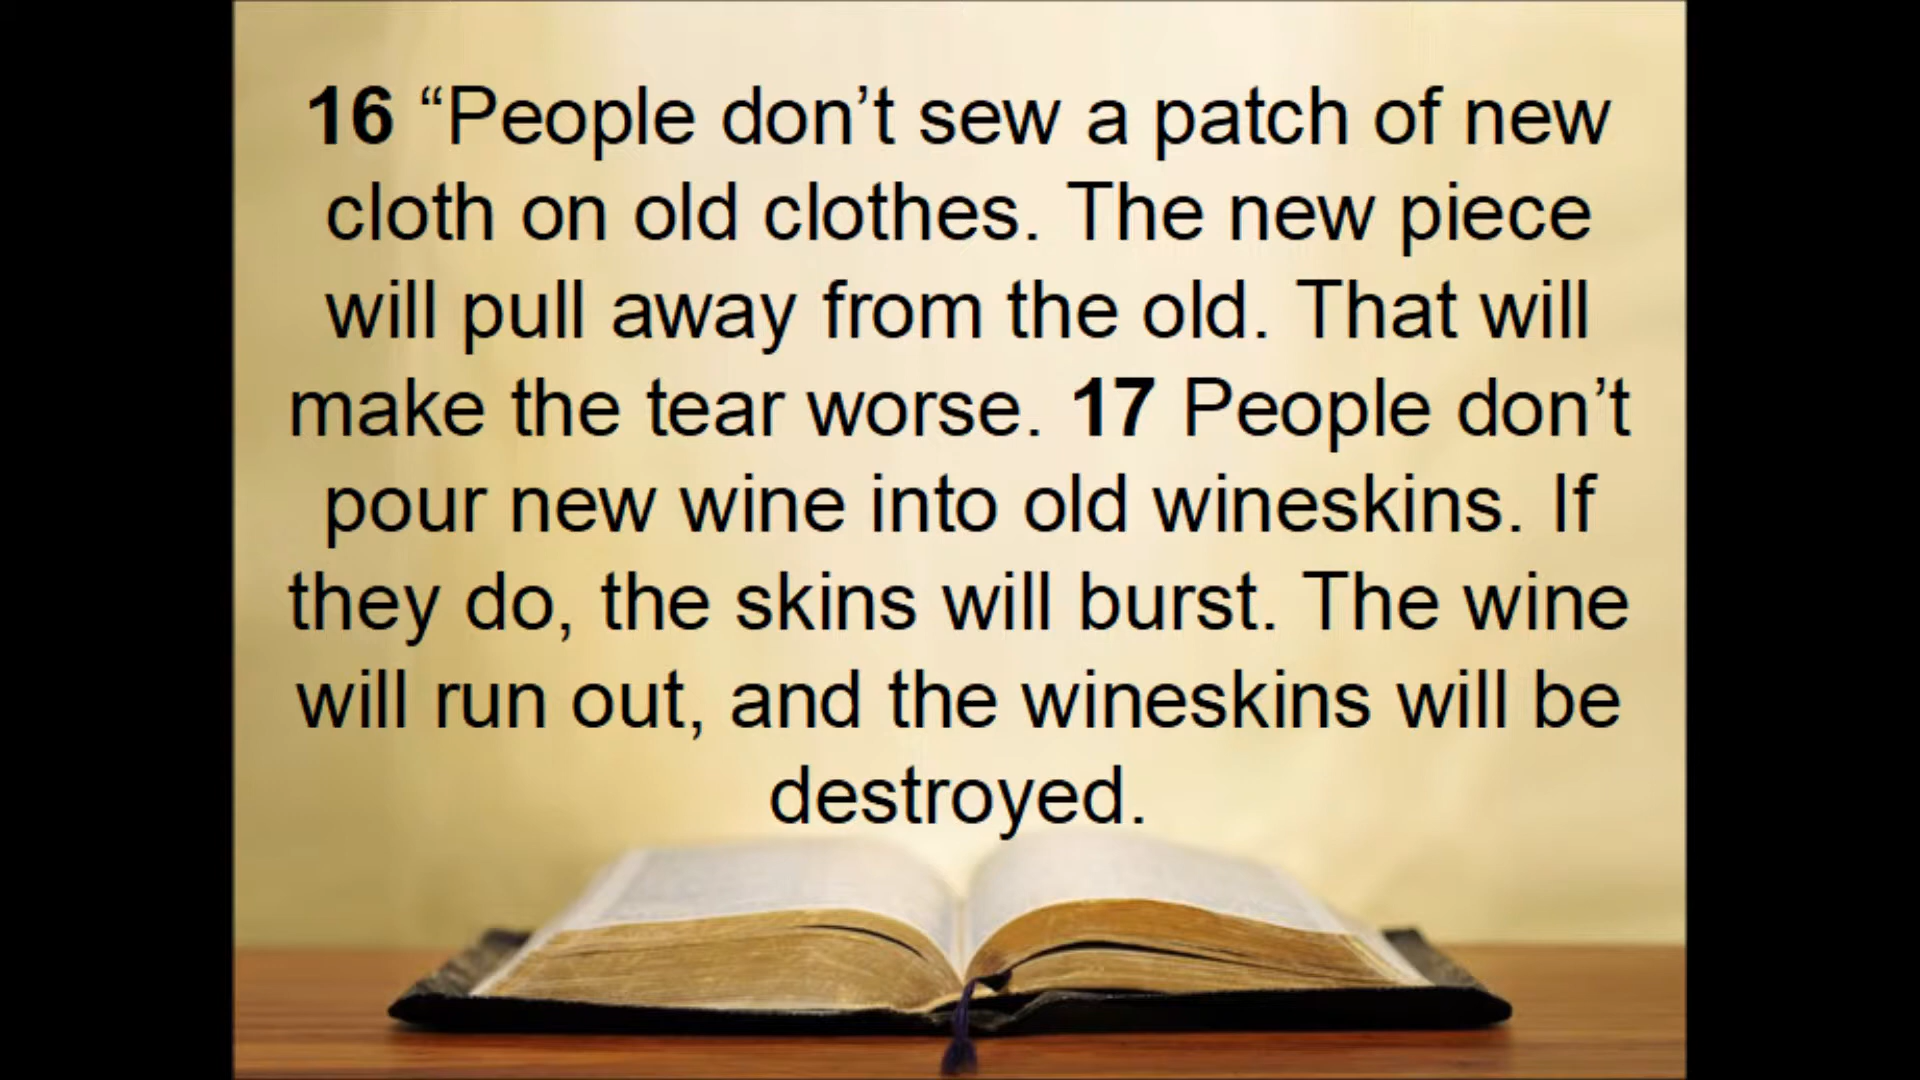 16 “People don’t sew a patch of new
cloth on old clothes. The new piece
will pull away from the old. That will
make the tear worse. 17 People don’t
pour new wine into old wineskins. If
they do, the skins will burst. The wine
will run out, and the wineskins will be
destroyed.